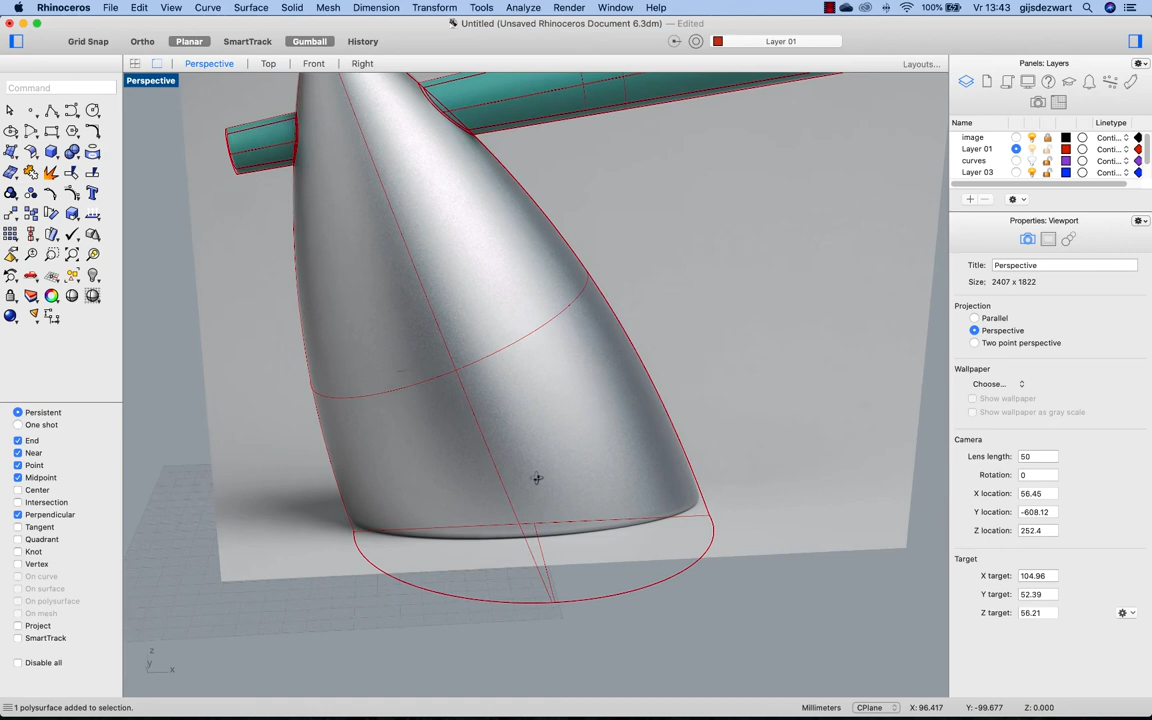 Rhinoceros File Edit View Curve Surface Solid Mesh Dimension Transform Tools Analyze Render Window Help 100% Vr 13:43 gijsdezwart
Untitled (Unsaved Rhinoceros Document 6.3dm) — Edited
Grid Snap Ortho Planar SmartTrack Gumball History Layer 01
Perspective Top Front Right Layouts...
Panels: Layers
Perspective
Command
Name Linetype
image Conti...
Layer 01 Conti...
curves Conti...
Layer 03 Conti...
Properties: Viewport
Title: Perspective
Size: 2407 x 1822
Projection
Parallel
Perspective
Two point perspective
Wallpaper
Choose...
Show wallpaper
Show wallpaper as gray scale
Camera
Lens length: 50
Rotation: 0
X location: 56.45
Y location: -608.12
Z location: 252.4
Target
X target: 104.96
Y target: 52.39
Z target: 56.21
Persistent
One shot
End
Near
Point
Midpoint
Center
Intersection
Perpendicular
Tangent
Quadrant
Knot
Vertex
On curve
On surface
On polysurface
On mesh
Project
SmartTrack
Disable all
z
y
x
1 polysurface added to selection. Millimeters CPlane X: 96.417 Y: -99.677 Z: 0.000